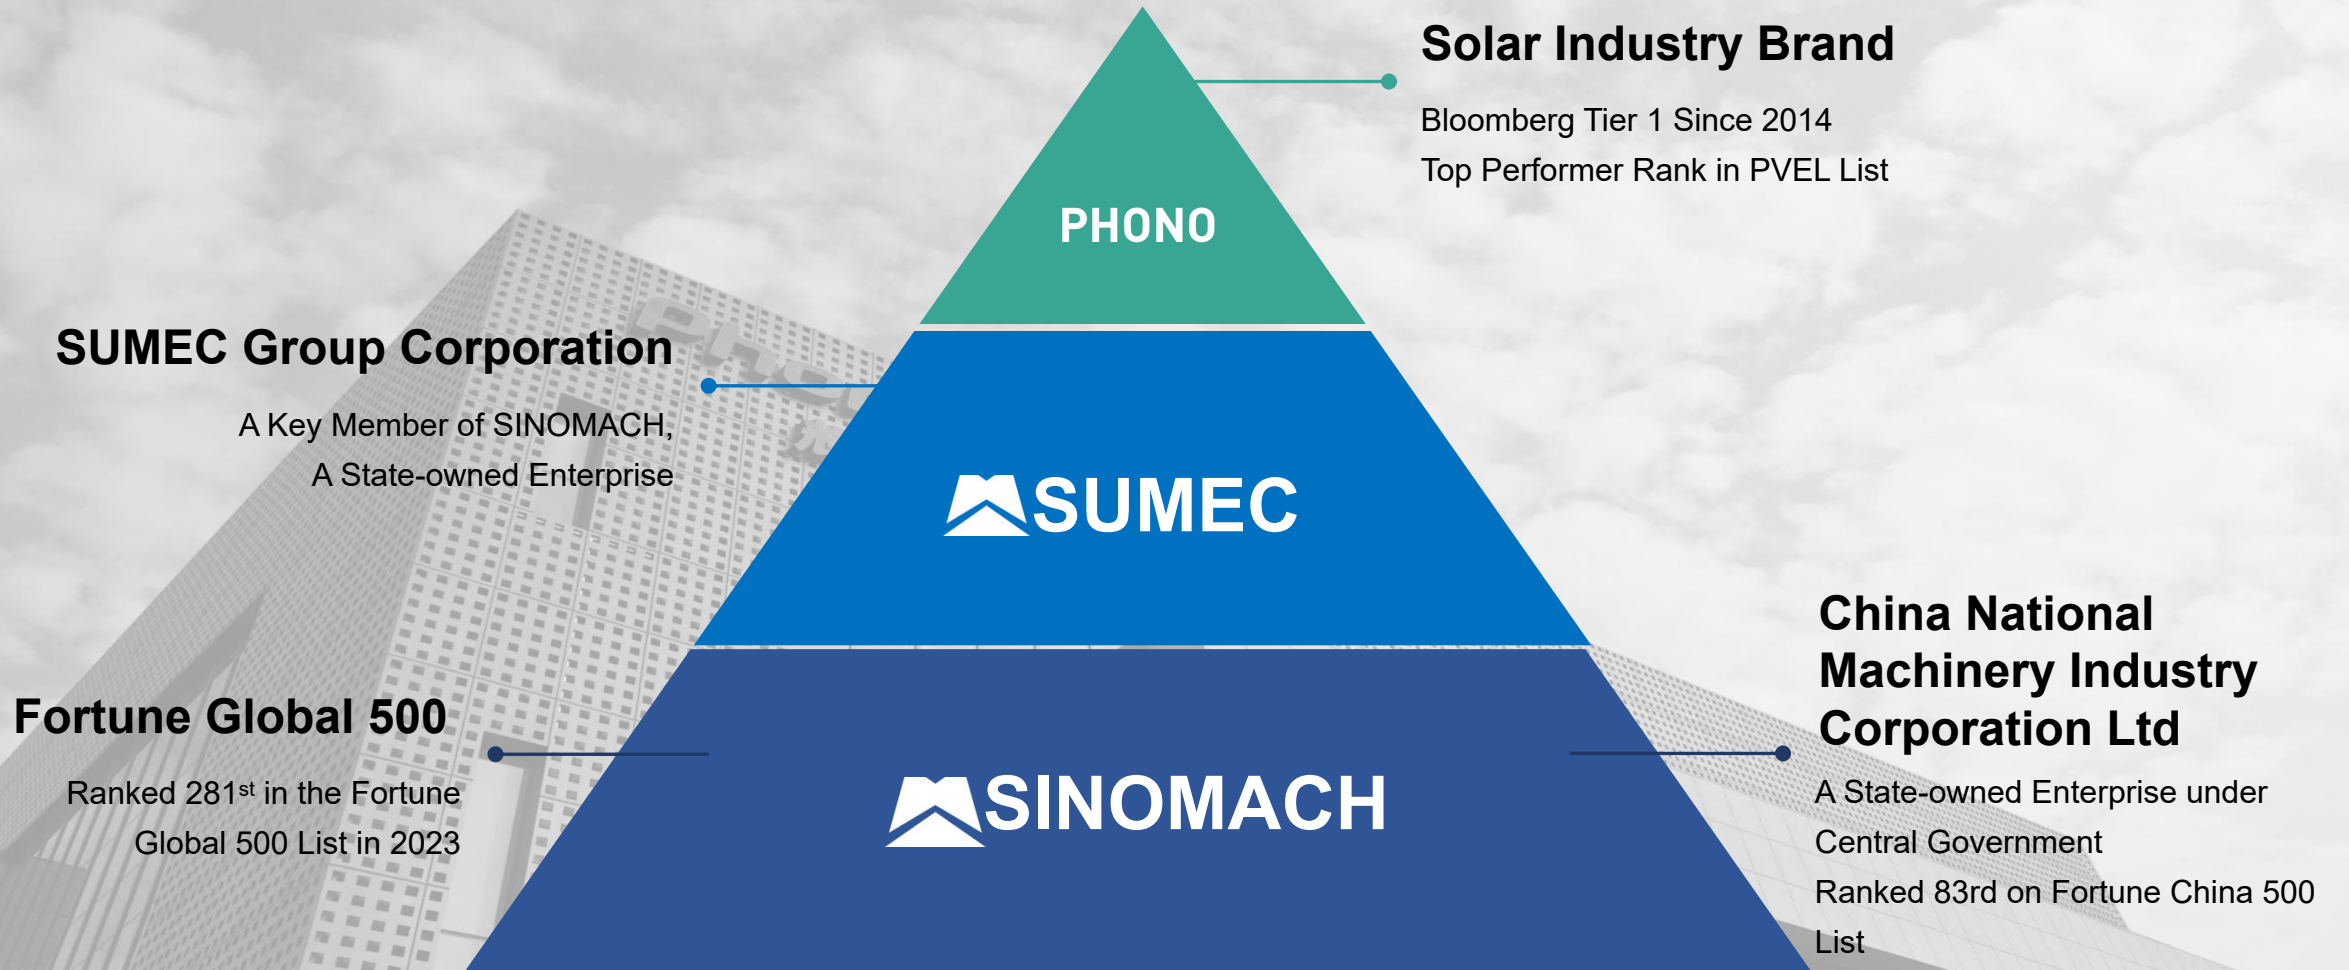 Solar Industry Brand
Bloomberg Tier 1 Since 2014
Top Performer Rank in PVEL List
PHONO
SUMEC Group Corporation
A Key Member of SINOMACH,
A State-owned Enterprise
SUMEC
Fortune Global 500
Ranked 281st in the Fortune
Global 500 List in 2023
SINOMACH
China National
Machinery Industry
Corporation Ltd
A State-owned Enterprise under
Central Government
Ranked 83rd on Fortune China 500
List